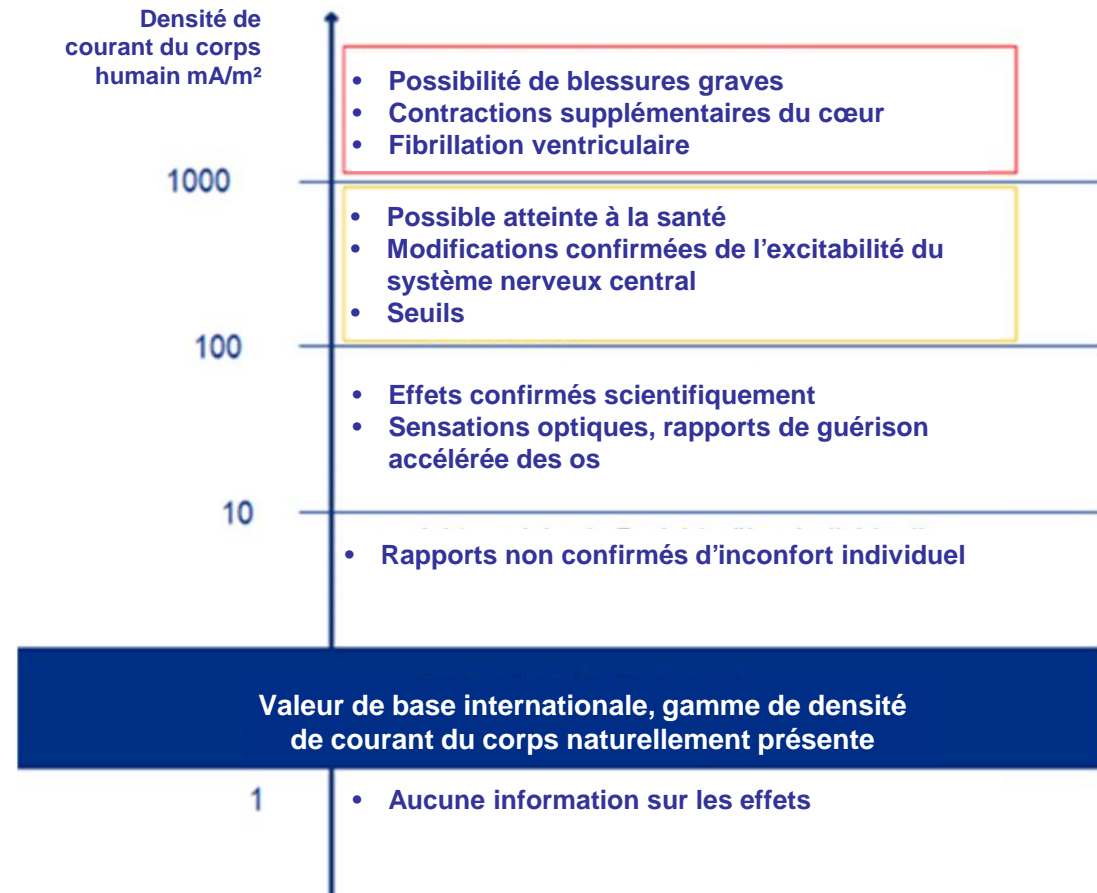 Densité de
courant du corps
humain mA/m²
• Possibilité de blessures graves
• Contractions supplémentaires du cœur
• Fibrillation ventriculaire
1000
• Possible atteinte à la santé
• Modifications confirmées de l’excitabilité du
système nerveux central
• Seuils
100
• Effets confirmés scientifiquement
• Sensations optiques, rapports de guérison
accélérée des os
10
• Rapports non confirmés d’inconfort individuel
Valeur de base internationale, gamme de densité
de courant du corps naturellement présente
1
• Aucune information sur les effets